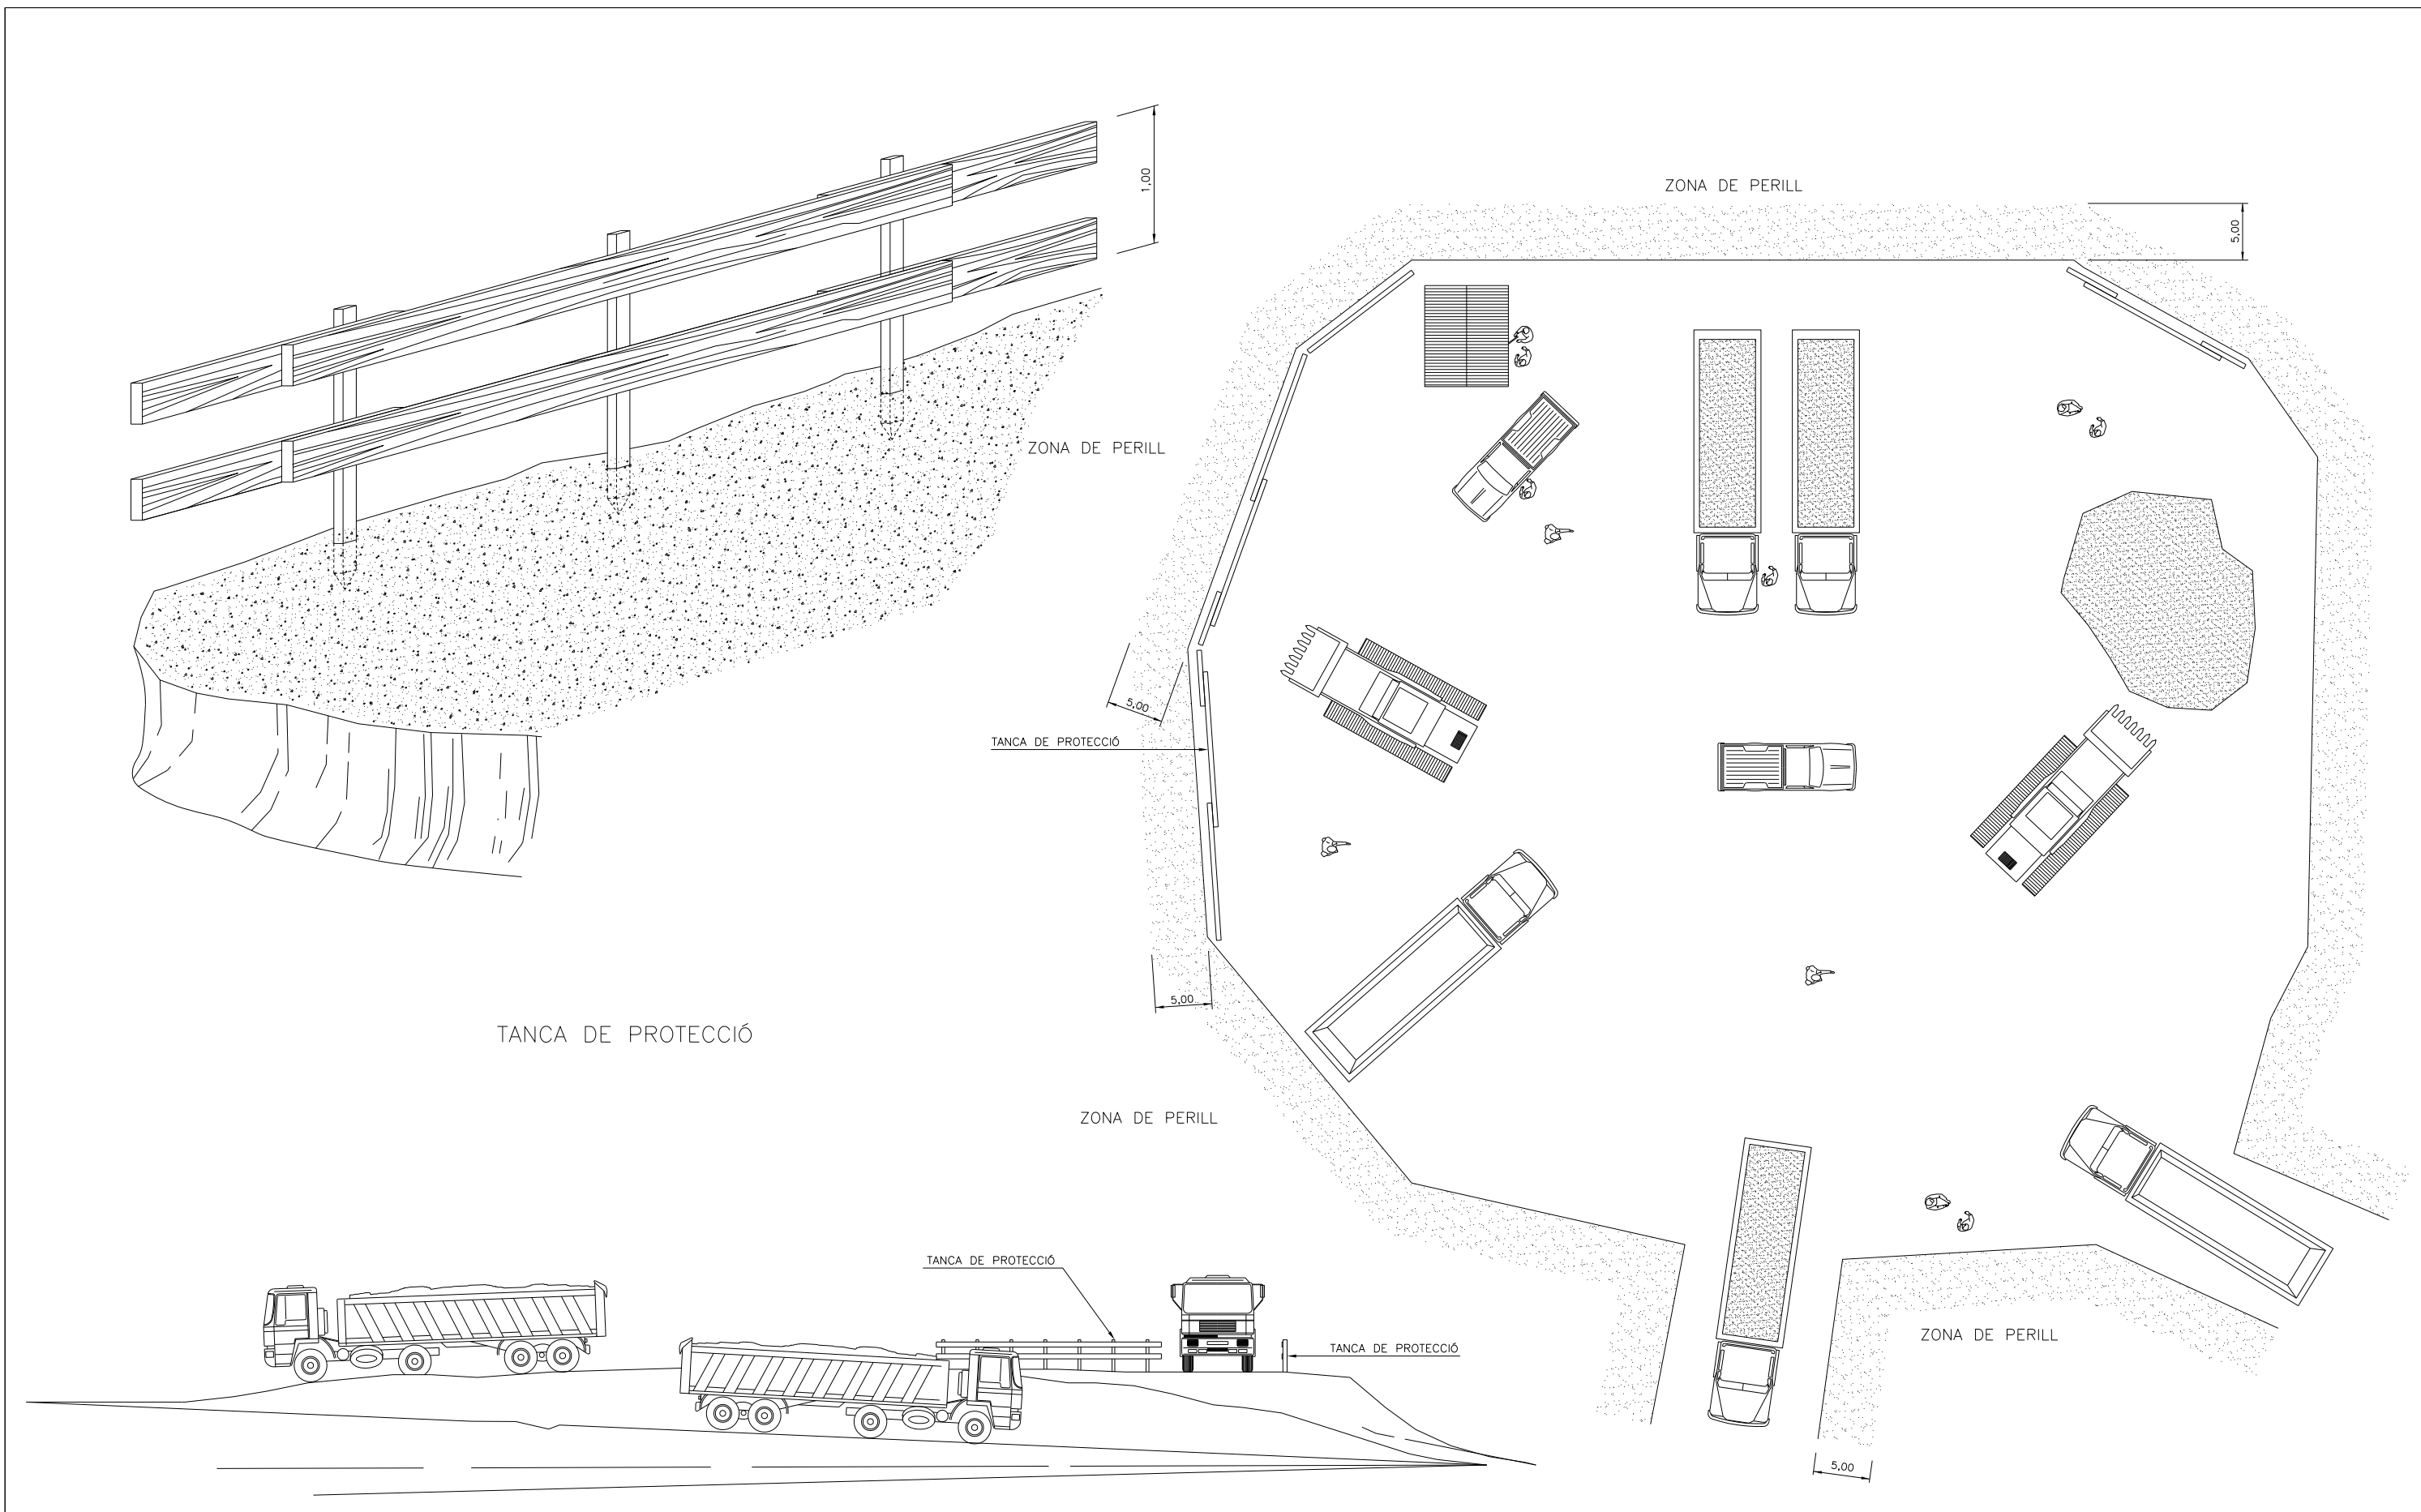 1,00
ZONA DE PERILL
5,00
ZONA DE PERILL
5,00
TANCA DE PROTECCIÓ
5,00
TANCA DE PROTECCIÓ
ZONA DE PERILL
TANCA DE PROTECCIÓ
ZONA DE PERILL
TANCA DE PROTECCIÓ
5,00